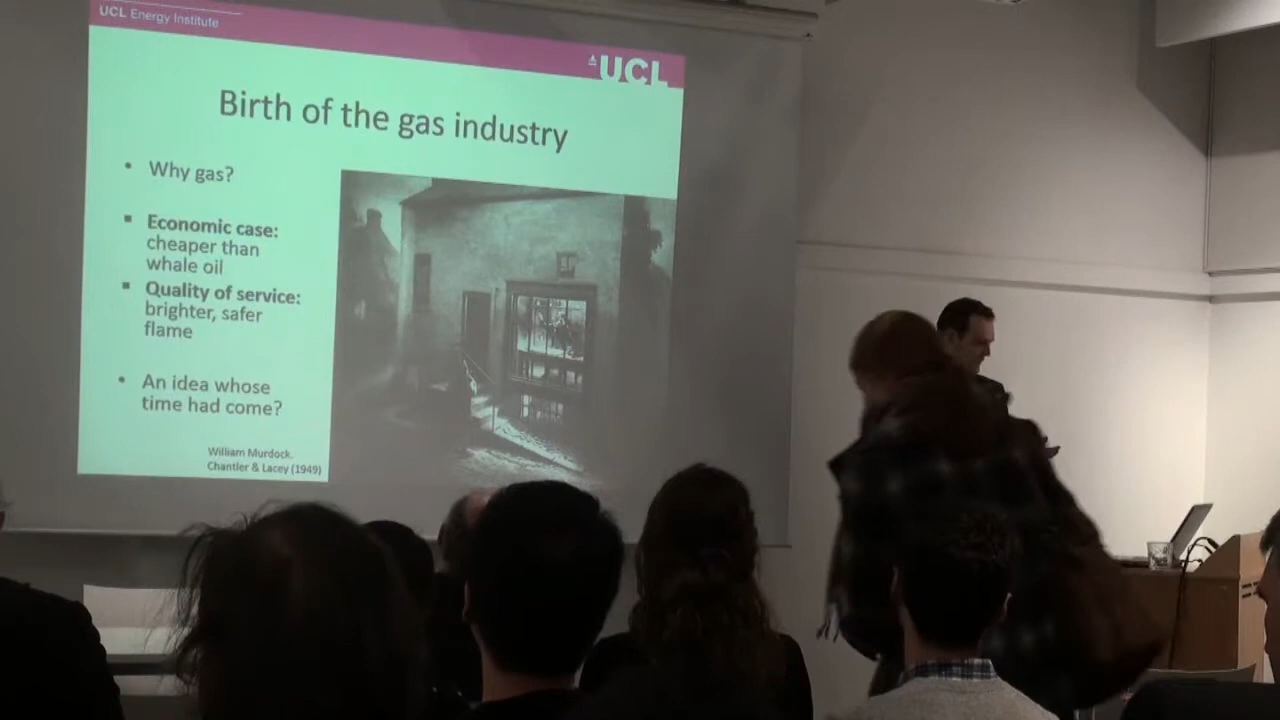 UCL Energy Institute
UCL
Birth of the gas industry
• Why gas?
▪ Economic case:
cheaper than
whale oil
▪ Quality of service:
brighter, safer
flame
• An idea whose
time had come?
William Murdock.
Chantler & Lacey (1949)